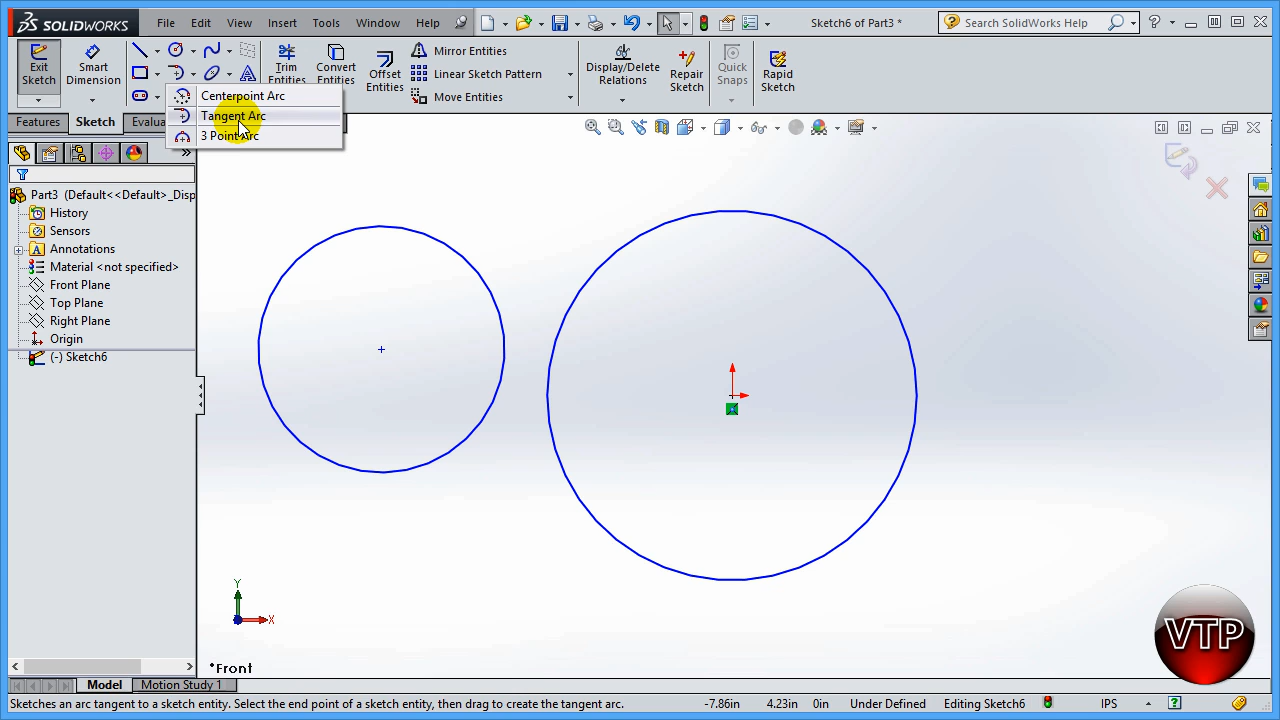 SOLIDWORKS File Edit View Insert Tools Window Help Sketch6 of Part3 * Search SolidWorks Help
Exit Sketch
Smart Dimension
Trim Entities
Convert Entities
Offset Entities
Mirror Entities
Linear Sketch Pattern
Move Entities
Display/Delete Relations
Repair Sketch
Quick Snaps
Rapid Sketch
Centerpoint Arc
Tangent Arc
3 Point Arc
Features Sketch Evalua
Part3 (Default<<Default>_Disp
History
Sensors
Annotations
Material <not specified>
Front Plane
Top Plane
Right Plane
Origin
(-) Sketch6
Y
X
*Front
VTP
Model Motion Study 1
Sketches an arc tangent to a sketch entity. Select the end point of a sketch entity, then drag to create the tangent arc. -7.86in 4.23in 0in Under Defined Editing Sketch6 IPS